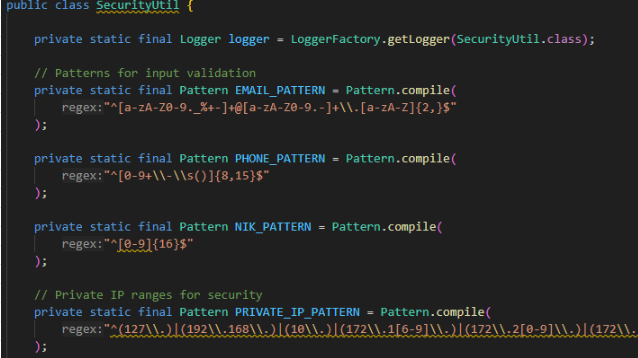 public class SecurityUtil {
private static final Logger logger = LoggerFactory.getLogger(SecurityUtil.class);
// Patterns for input validation
private static final Pattern EMAIL_PATTERN = Pattern.compile(
regex:"^[a-zA-Z0-9._%+-]+@[a-zA-Z0-9.-]+\\.[a-zA-Z]{2,}$"
);
private static final Pattern PHONE_PATTERN = Pattern.compile(
regex:"^[0-9+\\-\\s()]{8,15}$"
);
private static final Pattern NIK_PATTERN = Pattern.compile(
regex:"^[0-9]{16}$"
);
// Private IP ranges for security
private static final Pattern PRIVATE_IP_PATTERN = Pattern.compile(
regex:"^(127\\.)|(192\\.168\\.)|(10\\.)|(172\\.1[6-9]\\.)|(172\\.2[0-9]\\.)|(172\\.
);